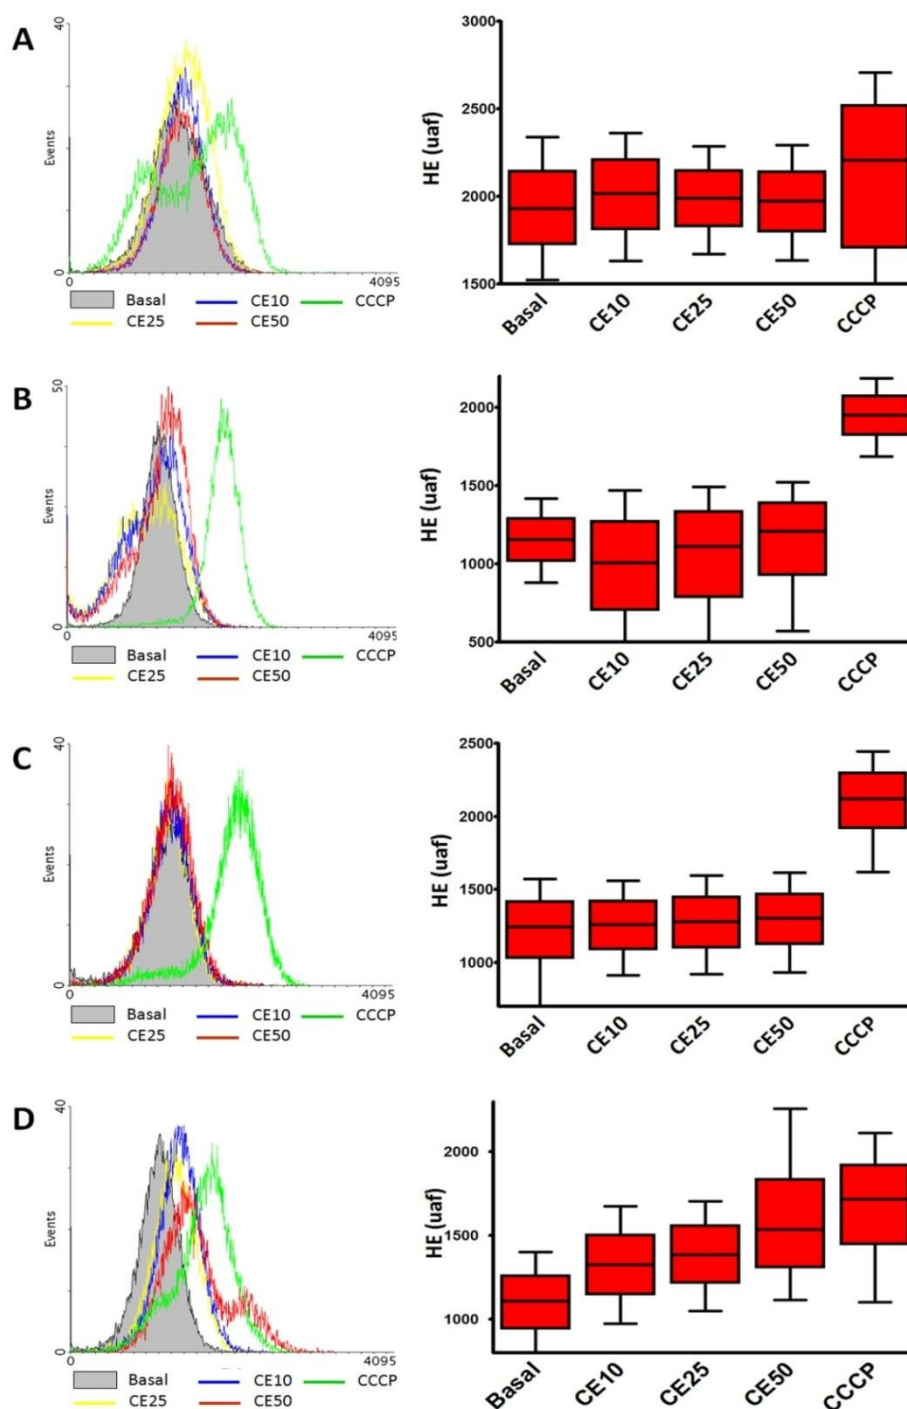 A
40
Events
0
4095
Basal CE10 CCCP
CE25 CE50
3000
2500
2000
1500
HE (uaf)
Basal CE10 CE25 CE50 CCCP
B
50
Events
0
4095
Basal CE10 CCCP
CE25 CE50
2000
1500
1000
500
HE (uaf)
Basal CE10 CE25 CE50 CCCP
C
40
Events
0
4095
Basal CE10 CCCP
CE25 CE50
2500
2000
1500
1000
HE (uaf)
Basal CE10 CE25 CE50 CCCP
D
40
Events
0
4095
Basal CE10 CCCP
CE25 CE50
2000
1500
1000
HE (uaf)
Basal CE10 CE25 CE50 CCCP